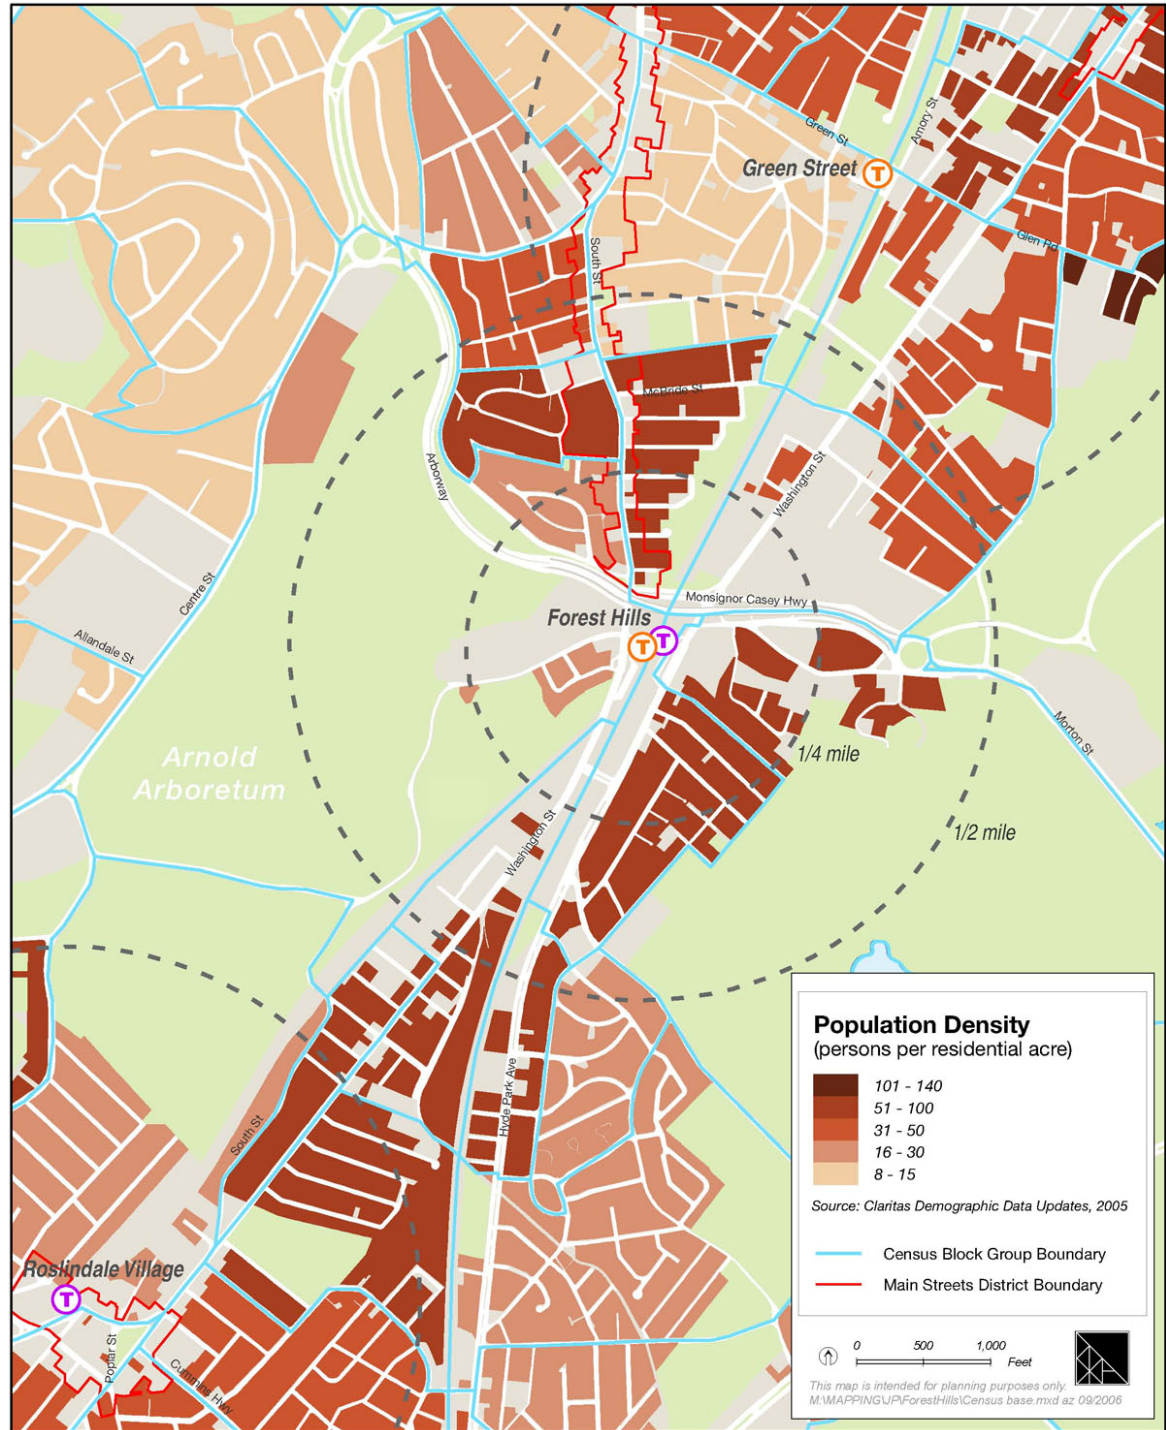 Green St
Amory St
Green Street
T
Glen Rd
South St
McBride St
Arborway
Washington St
Centre St
Monsignor Casey Hwy
Forest Hills
T
T
Allandale St
Morton St
Arnold
Arboretum
1/4 mile
1/2 mile
Washington St
Hyde Park Ave
South St
Roslindale Village
T
Poplar St
Cummins Hwy
Population Density
(persons per residential acre)
101 - 140
51 - 100
31 - 50
16 - 30
8 - 15
Source: Claritas Demographic Data Updates, 2005
Census Block Group Boundary
Main Streets District Boundary
0 500 1,000
Feet
This map is intended for planning purposes only.
M:\MAPPING\JP\ForestHills\Census base.mxd az 09/2006